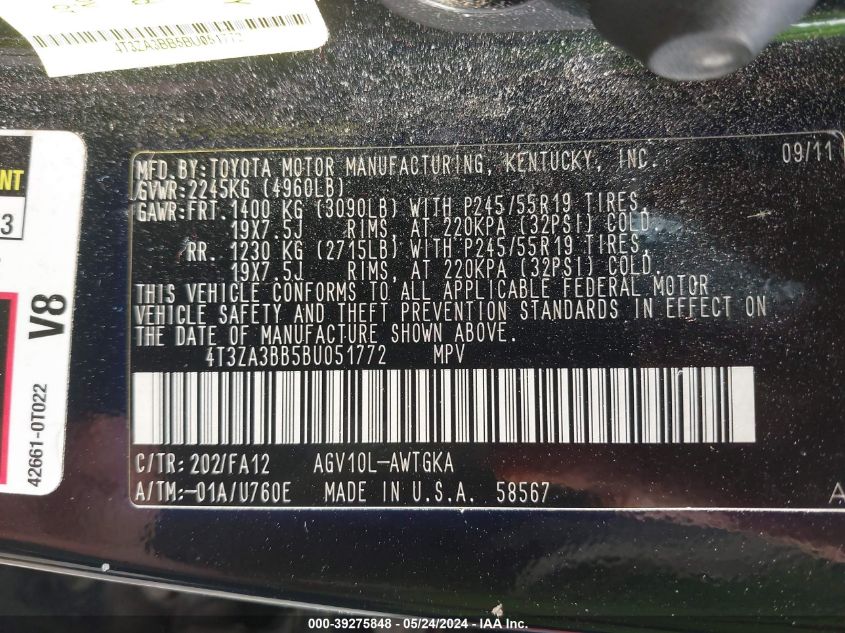 4T3ZA3BB5BU051772
NT
3
V8
42661-0T022
MFD. BY: TOYOTA MOTOR MANUFACTURING, KENTUCKY, INC. 09/11
GVWR: 2245KG (4960LB)
GAWR: FRT. 1400 KG (3090LB) WITH P245/55R19 TIRES,
19X7.5J RIMS, AT 220KPA (32PSI) COLD.
RR. 1230 KG (2715LB) WITH P245/55R19 TIRES,
19X7.5J RIMS, AT 220KPA (32PSI) COLD.
THIS VEHICLE CONFORMS TO ALL APPLICABLE FEDERAL MOTOR
VEHICLE SAFETY AND THEFT PREVENTION STANDARDS IN EFFECT ON
THE DATE OF MANUFACTURE SHOWN ABOVE.
4T3ZA3BB5BU051772 MPV
C/TR: 202/FA12 AGV10L-AWTGKA
A/TM: -01A/U760E MADE IN U.S.A. 58567
A
000-39275848 - 05/24/2024 - IAA Inc.